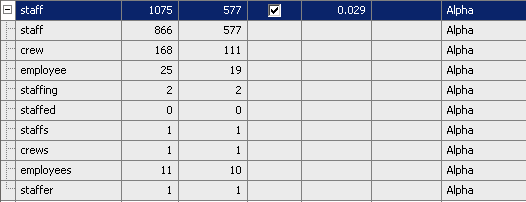 staff 1075 577 0.029 Alpha
staff 866 577 Alpha
crew 168 111 Alpha
employee 25 19 Alpha
staffing 2 2 Alpha
staffed 0 0 Alpha
staffs 1 1 Alpha
crews 1 1 Alpha
employees 11 10 Alpha
staffer 1 1 Alpha